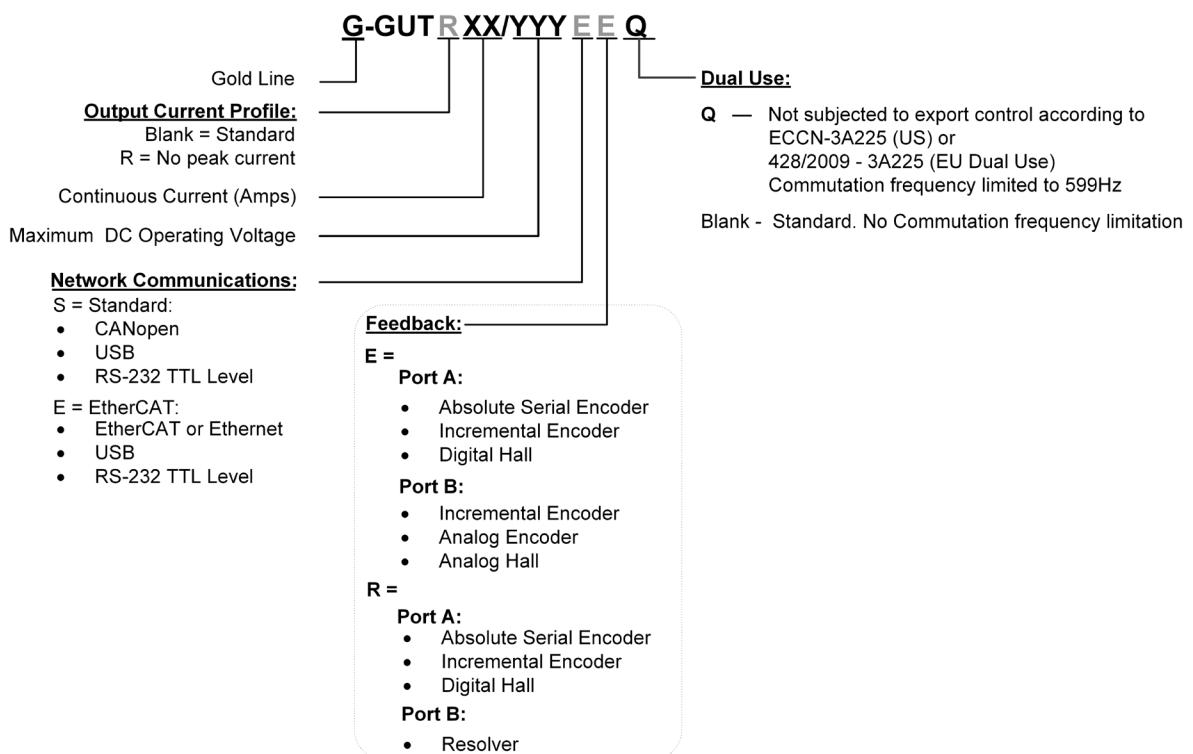 G-GUTRXX/YYYEEQ
Gold Line
Output Current Profile:
Blank = Standard
R = No peak current
Continuous Current (Amps)
Maximum DC Operating Voltage
Network Communications:
S = Standard:
• CANopen
• USB
• RS-232 TTL Level
E = EtherCAT:
• EtherCAT or Ethernet
• USB
• RS-232 TTL Level
Feedback:
E =
Port A:
• Absolute Serial Encoder
• Incremental Encoder
• Digital Hall
Port B:
• Incremental Encoder
• Analog Encoder
• Analog Hall
R =
Port A:
• Absolute Serial Encoder
• Incremental Encoder
• Digital Hall
Port B:
• Resolver
Dual Use:
Q — Not subjected to export control according to
ECCN-3A225 (US) or
428/2009 - 3A225 (EU Dual Use)
Commutation frequency limited to 599Hz
Blank - Standard. No Commutation frequency limitation